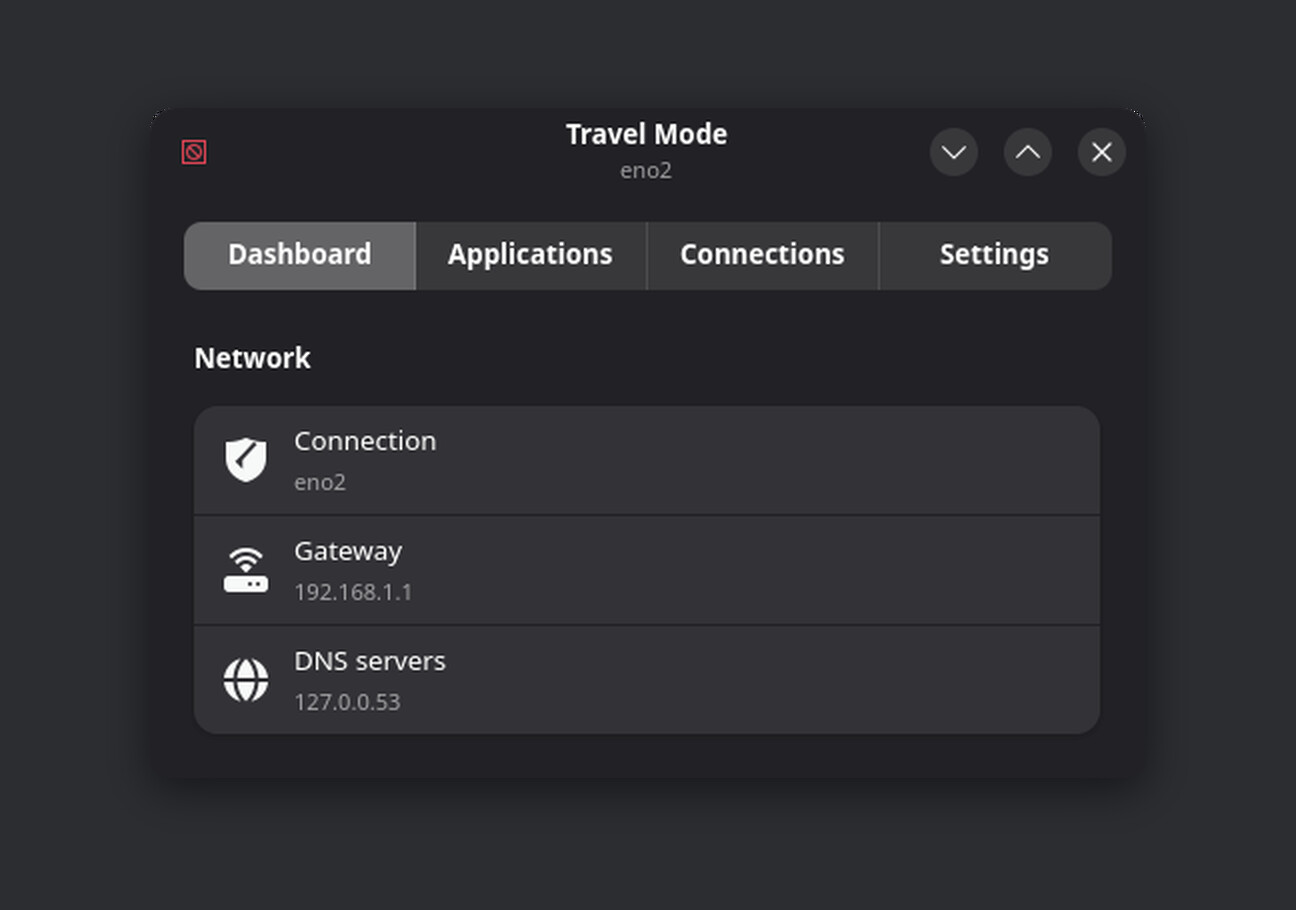 Travel Mode
eno2
Dashboard Applications Connections Settings
Network
Connection
eno2
Gateway
192.168.1.1
DNS servers
127.0.0.53